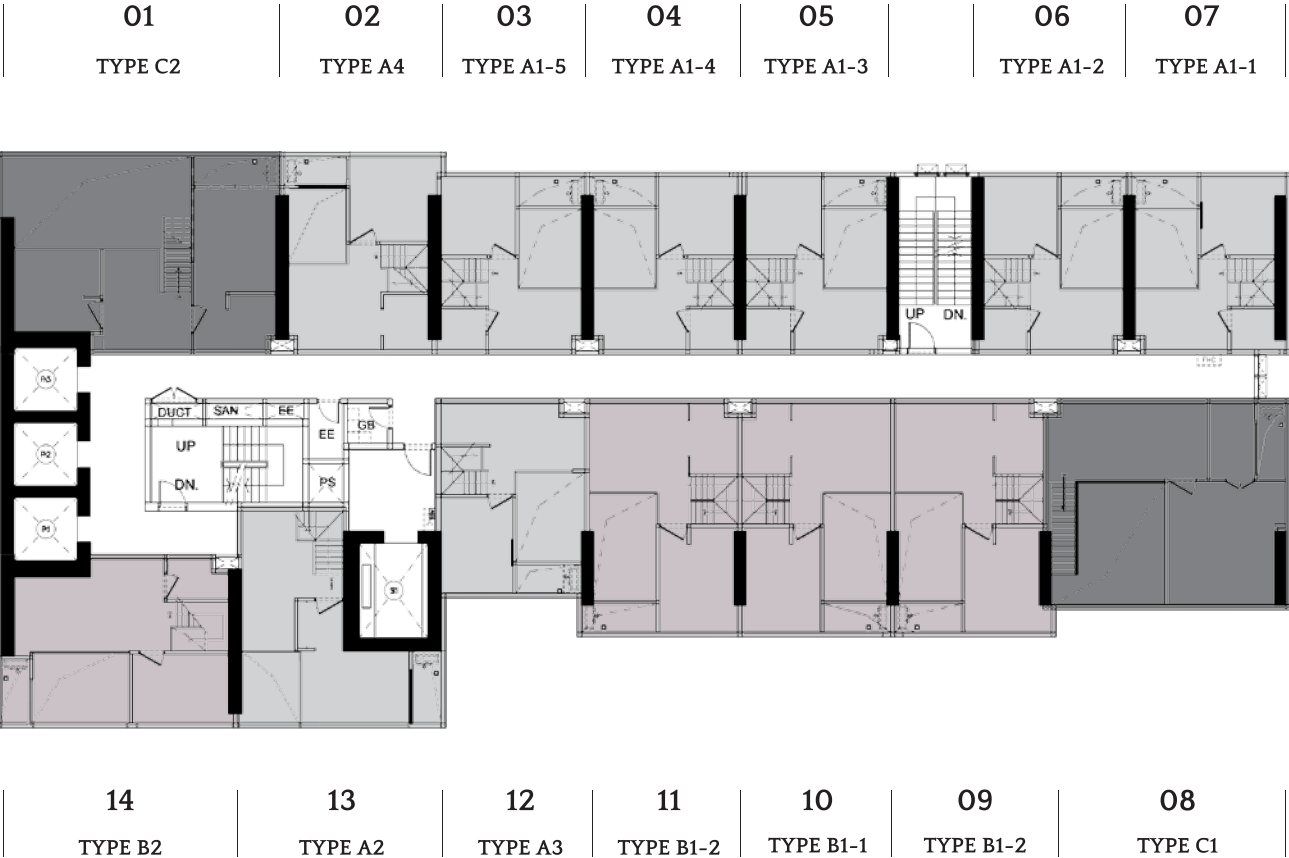 01 02 03 04 05 06 07
TYPE C2 TYPE A4 TYPE A1-5 TYPE A1-4 TYPE A1-3 TYPE A1-2 TYPE A1-1
UP DN.
FHC
DUCT SAN EE
EE GB
UP
DN. PS
14 13 12 11 10 09 08
TYPE B2 TYPE A2 TYPE A3 TYPE B1-2 TYPE B1-1 TYPE B1-2 TYPE C1